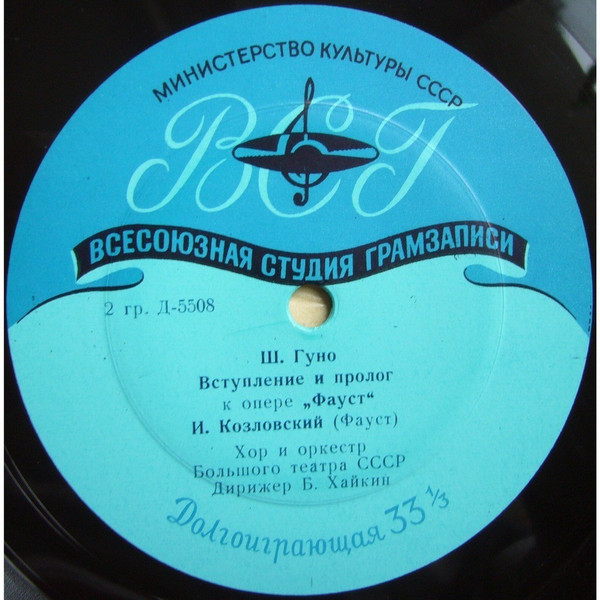 МИНИСТЕРСТВО КУЛЬТУРЫ СССР
ВСГ
ВСЕСОЮЗНАЯ СТУДИЯ ГРАМЗАПИСИ
2 гр. Д-5508
Ш. Гуно
Вступление и пролог
к опере „Фауст“
И. Козловский (Фауст)
Хор и оркестр
Большого театра СССР
Дирижер Б. Хайкин
Долгоиграющая 33 ⅓